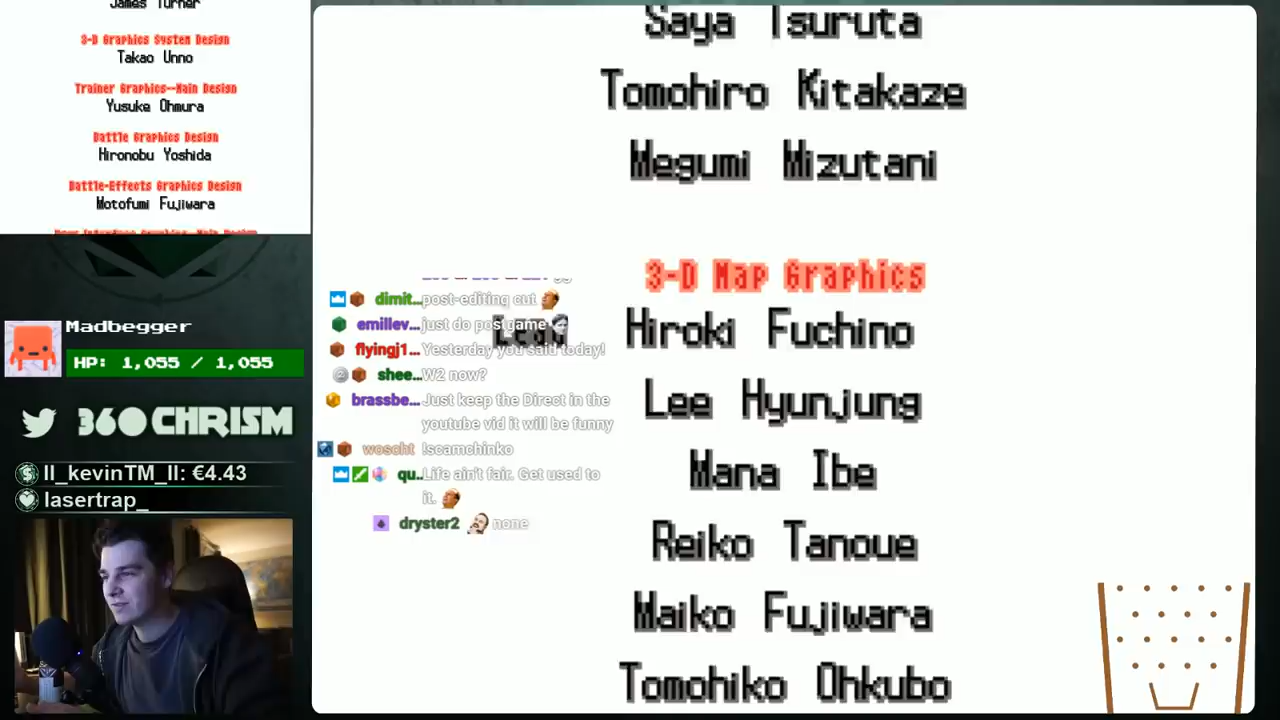 James Turner
3-D Graphics System Design
Takao Unno
Trainer Graphics--Main Design
Yusuke Ohmura
Battle Graphics Design
Hironobu Yoshida
Battle-Effects Graphics Design
Motofumi Fujiwara
Madbegger
HP: 1,055 / 1,055
360CHRISM
ll_kevinTM_ll: €4.43
lasertrap_
Saya Tsuruta
Tomohiro Kitakaze
Megumi Mizutani
3-D Map Graphics
Lead
Hiroki Fuchino
Lee Hyunjung
Mana Ibe
Reiko Tanoue
Maiko Fujiwara
Tomohiko Ohkubo
dimit... post-editing cut
emillev... just do postgame
flyingj1... Yesterday you said today!
shee... W2 now?
brassbe... Just keep the Direct in the
youtube vid it will be funny
woscht !scamchinko
qu... Life ain't fair. Get used to
it.
dryster2 none